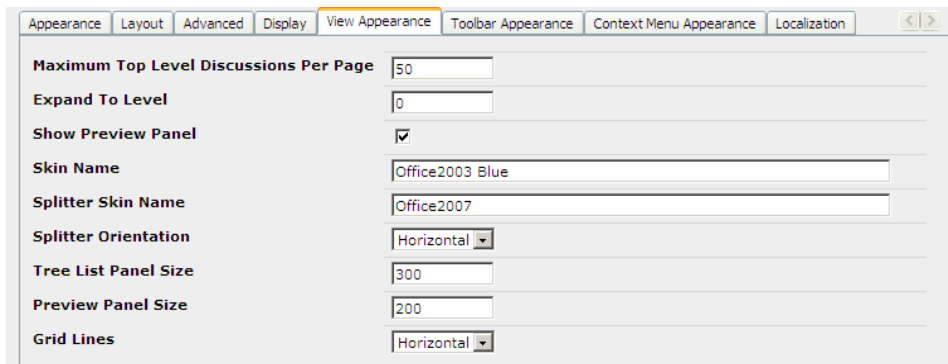 Appearance Layout Advanced Display View Appearance Toolbar Appearance Context Menu Appearance Localization
Maximum Top Level Discussions Per Page 50
Expand To Level 0
Show Preview Panel
Skin Name Office2003 Blue
Splitter Skin Name Office2007
Splitter Orientation Horizontal
Tree List Panel Size 300
Preview Panel Size 200
Grid Lines Horizontal